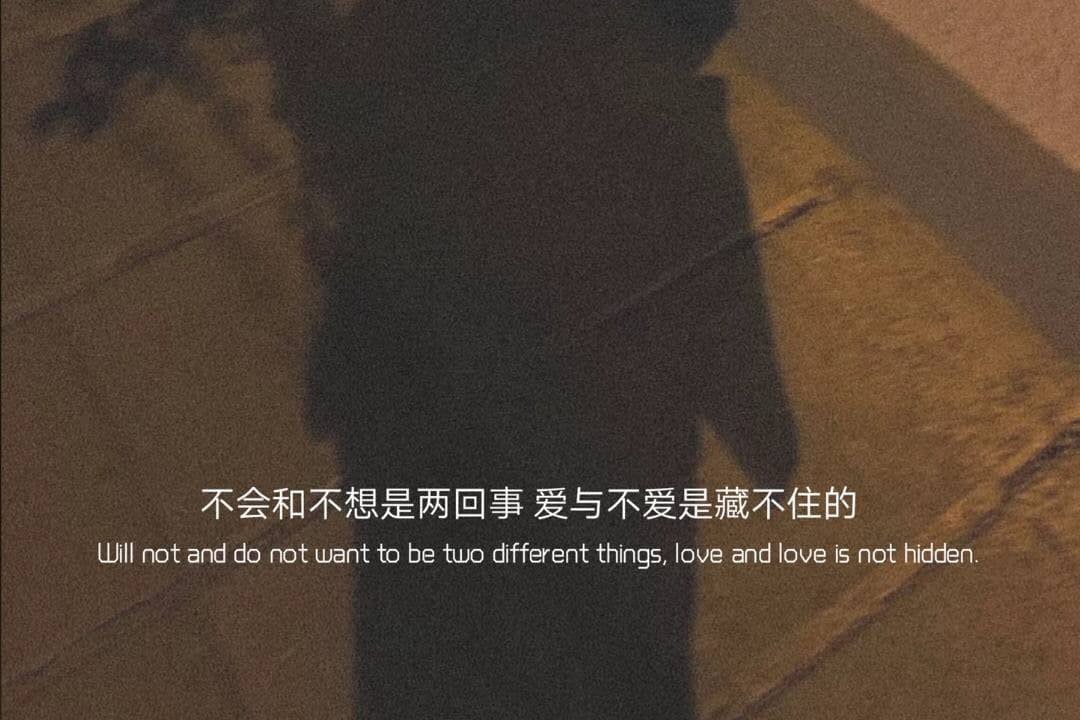 不会和不想是两回事 爱与不爱是藏不住的
Will not and do not want to be two different things, love and love is not hidden.